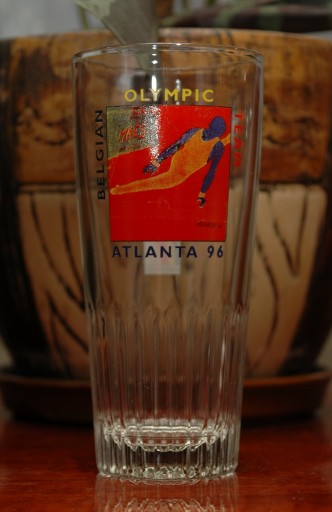 OLYMPIC
BELGIAN
TEAM
ATLANTA 96